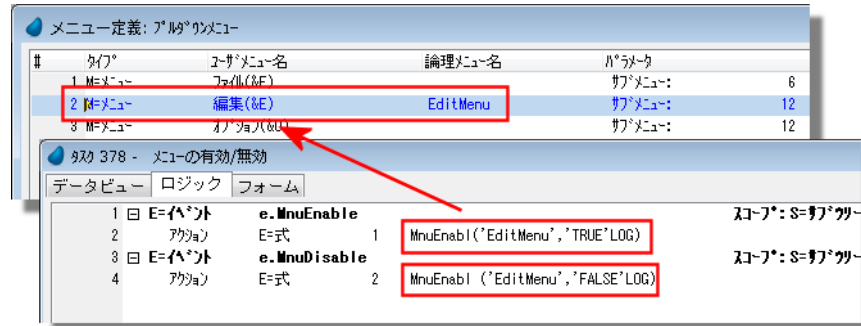 メニュー定義: プルダウンメニュー
# タイプ ユーザメニュー名 論理メニュー名 パラメータ
1 M=メニュー ファイル(&E) サブメニュー: 6
2 M=メニュー 編集(&E) EditMenu サブメニュー: 12
3 M=メニュー オプション(&O) サブメニュー: 12
タスク 378 - メニューの有効/無効
データビュー ロジック フォーム
1 E=イベント e.MnuEnable スコープ: S=サブツリー
2 アクション E=式 1 MnuEnabl('EditMenu','TRUE'LOG)
3 E=イベント e.MnuDisable スコープ: S=サブツリー
4 アクション E=式 2 MnuEnabl ('EditMenu','FALSE'LOG)